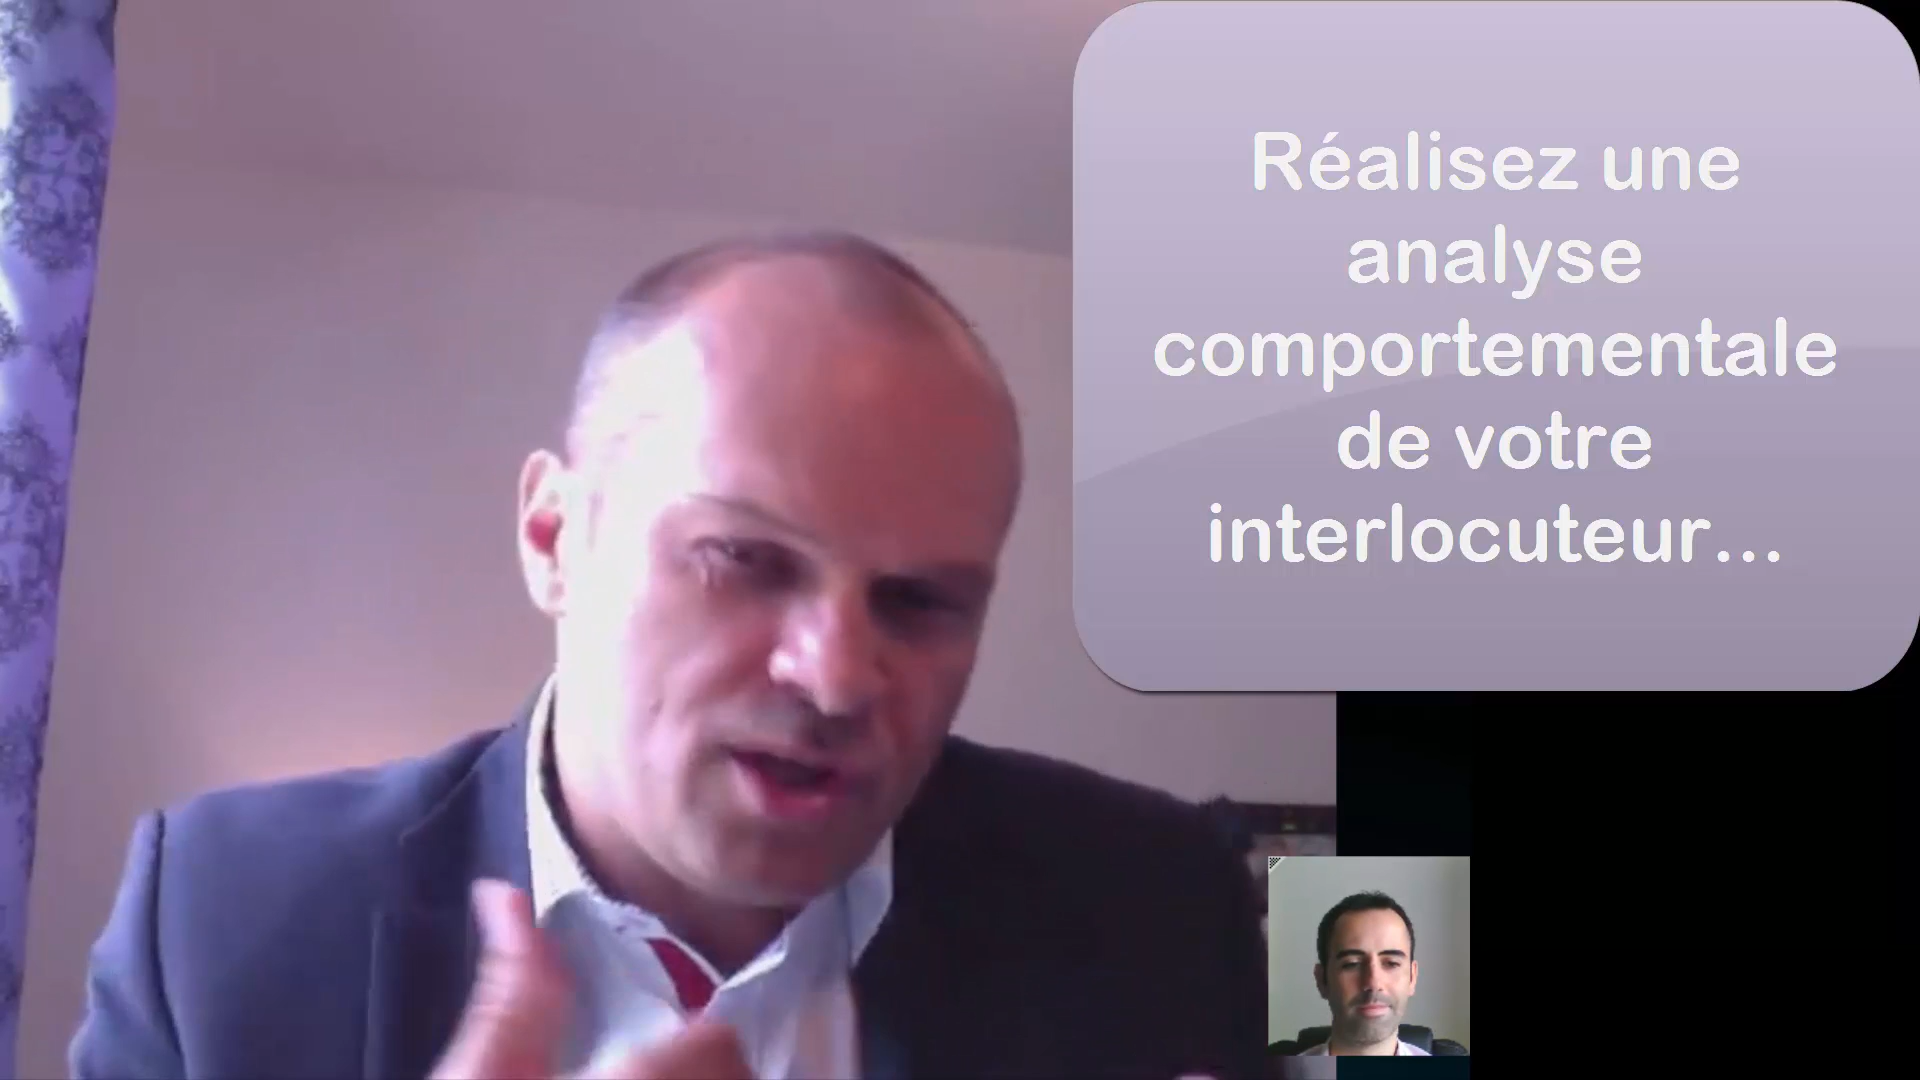 Réalisez une
analyse
comportementale
de votre
interlocuteur...